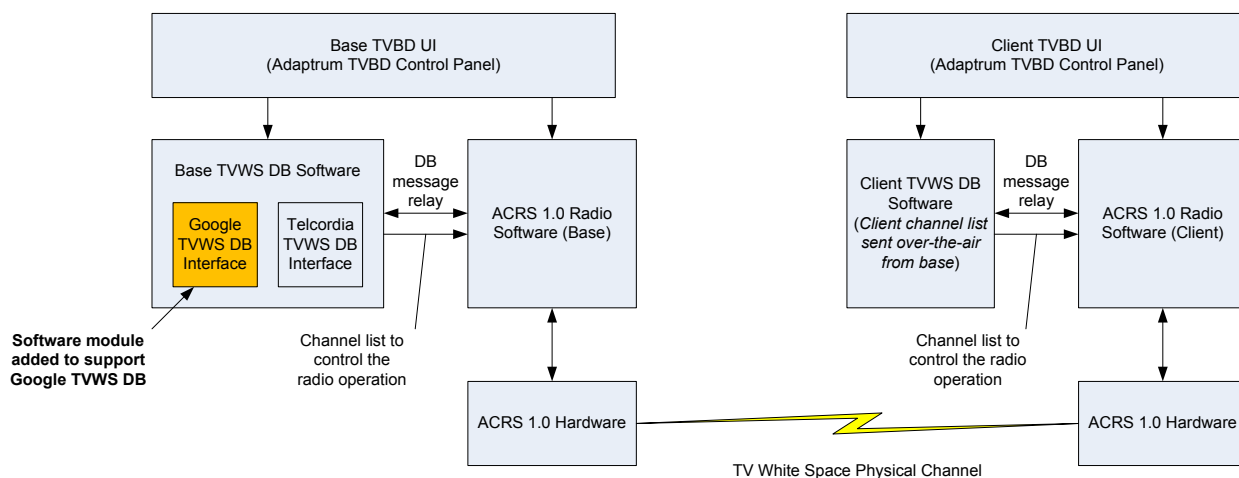 Base TVBD UI
(Adaptrum TVBD Control Panel)
Client TVBD UI
(Adaptrum TVBD Control Panel)
Base TVWS DB Software
Google
TVWS DB
Interface
Telcordia
TVWS DB
Interface
DB
message
relay
ACRS 1.0 Radio
Software (Base)
Client TVWS DB
Software
(Client channel list
sent over-the-air
from base)
DB
message
relay
ACRS 1.0 Radio
Software (Client)
Software module
added to support
Google TVWS DB
Channel list to
control the
radio operation
Channel list to
control the radio
operation
ACRS 1.0 Hardware
ACRS 1.0 Hardware
TV White Space Physical Channel